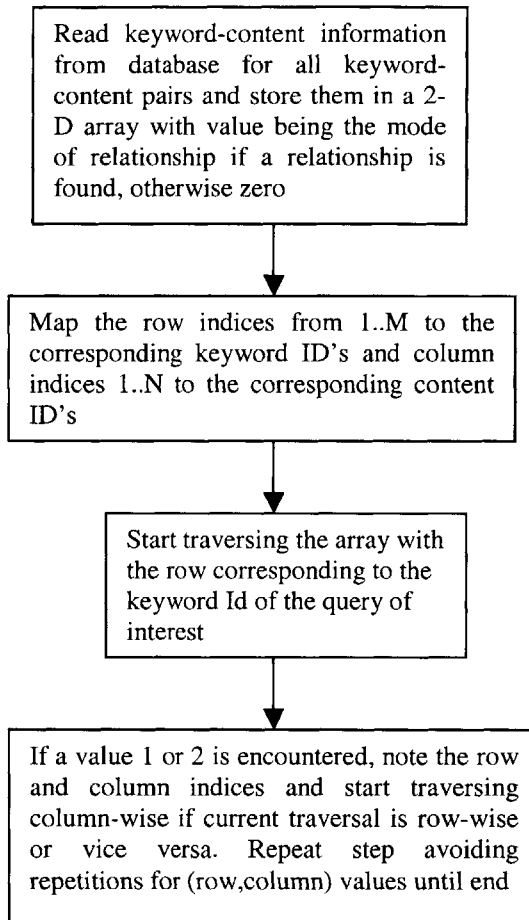 Read keyword-content information
from database for all keyword-
content pairs and store them in a 2-
D array with value being the mode
of relationship if a relationship is
found, otherwise zero
Map the row indices from 1..M to the
corresponding keyword ID's and column
indices 1..N to the corresponding content
ID's
Start traversing the array with
the row corresponding to the
keyword Id of the query of
interest
If a value 1 or 2 is encountered, note the row
and column indices and start traversing
column-wise if current traversal is row-wise
or vice versa. Repeat step avoiding
repetitions for (row,column) values until end